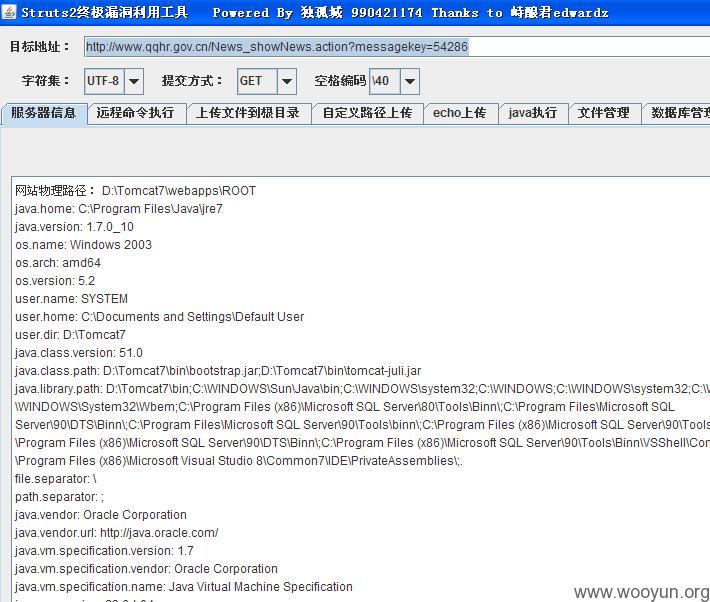 Struts2终极漏洞利用工具 Powered By 独孤城 990421174 Thanks to 峙酿君edwardz
目标地址： http://www.qqhr.gov.cn/News_showNews.action?messagekey=54286
字符集： UTF-8 提交方式： GET 空格编码 \40
服务器信息 远程命令执行 上传文件到根目录 自定义路径上传 echo上传 java执行 文件管理 数据库管
网站物理路径： D:\Tomcat7\webapps\ROOT
java.home: C:\Program Files\Java\jre7
java.version: 1.7.0_10
os.name: Windows 2003
os.arch: amd64
os.version: 5.2
user.name: SYSTEM
user.home: C:\Documents and Settings\Default User
user.dir: D:\Tomcat7
java.class.version: 51.0
java.class.path: D:\Tomcat7\bin\bootstrap.jar;D:\Tomcat7\bin\tomcat-juli.jar
java.library.path: D:\Tomcat7\bin;C:\WINDOWS\Sun\Java\bin;C:\WINDOWS\system32;C:\WINDOWS;C:\WINDOWS\system32;C:\
\WINDOWS\System32\Wbem;C:\Program Files (x86)\Microsoft SQL Server\80\Tools\Binn\;C:\Program Files\Microsoft SQL
Server\90\DTS\Binn\;C:\Program Files\Microsoft SQL Server\90\Tools\binn\;C:\Program Files (x86)\Microsoft SQL Server\90\Tools
\Program Files (x86)\Microsoft SQL Server\90\DTS\Binn\;C:\Program Files (x86)\Microsoft SQL Server\90\Tools\Binn\VSShell\Con
\Program Files (x86)\Microsoft Visual Studio 8\Common7\IDE\PrivateAssemblies\;.
file.separator: \
path.separator: ;
java.vendor: Oracle Corporation
java.vendor.url: http://java.oracle.com/
java.vm.specification.version: 1.7
java.vm.specification.vendor: Oracle Corporation
java.vm.specification.name: Java Virtual Machine Specification
www.wooyun.org